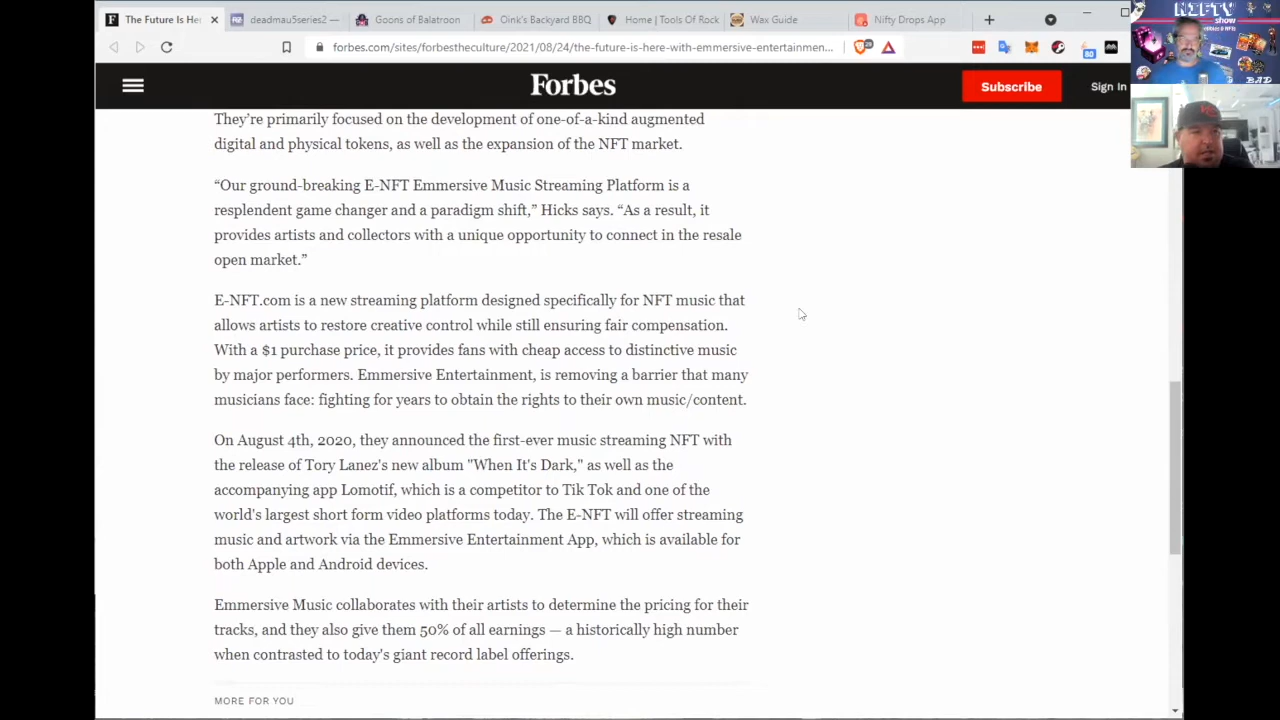 The Future Is He
deadmau5series2 —
Goons of Balatroon
Oink's Backyard BBQ
Home | Tools Of Rock
Wax Guide
Nifty Drops App
forbes.com/sites/forbestheculture/2021/08/24/the-future-is-here-with-emmersive-entertainmen...
29
80
Forbes
Subscribe
Sign In
NIFTY
Show
BAD
They're primarily focused on the development of one-of-a-kind augmented
digital and physical tokens, as well as the expansion of the NFT market.
“Our ground-breaking E-NFT Emmersive Music Streaming Platform is a
resplendent game changer and a paradigm shift,” Hicks says. “As a result, it
provides artists and collectors with a unique opportunity to connect in the resale
open market.”
E-NFT.com is a new streaming platform designed specifically for NFT music that
allows artists to restore creative control while still ensuring fair compensation.
With a $1 purchase price, it provides fans with cheap access to distinctive music
by major performers. Emmersive Entertainment, is removing a barrier that many
musicians face: fighting for years to obtain the rights to their own music/content.
On August 4th, 2020, they announced the first-ever music streaming NFT with
the release of Tory Lanez's new album "When It's Dark," as well as the
accompanying app Lomotif, which is a competitor to Tik Tok and one of the
world's largest short form video platforms today. The E-NFT will offer streaming
music and artwork via the Emmersive Entertainment App, which is available for
both Apple and Android devices.
Emmersive Music collaborates with their artists to determine the pricing for their
tracks, and they also give them 50% of all earnings — a historically high number
when contrasted to today's giant record label offerings.
MORE FOR YOU